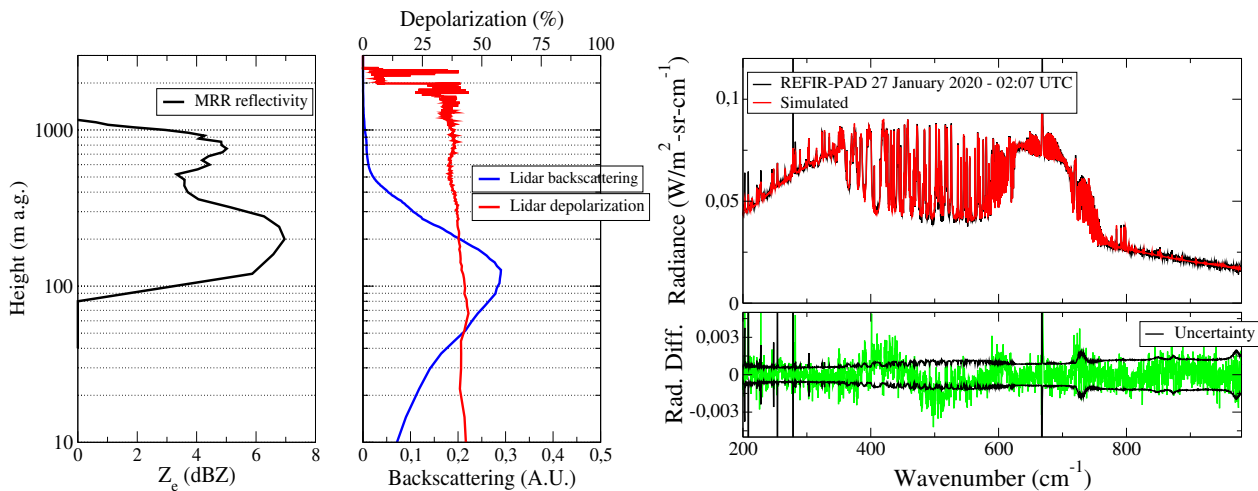 Depolarization (%)
0 25 50 75 100
MRR reflectivity
1000
100
10
Height (m a.g.)
0 2 4 6 8
Z_e (dBZ)
Lidar backscattering
Lidar depolarization
0 0,1 0,2 0,3 0,4 0,5
Backscattering (A.U.)
REFIR-PAD 27 January 2020 - 02:07 UTC
Simulated
0,1
0,05
0
Radiance (W/m²-sr-cm⁻¹)
Uncertainty
0,003
0
-0,003
Rad. Diff.
200 400 600 800
Wavenumber (cm⁻¹)